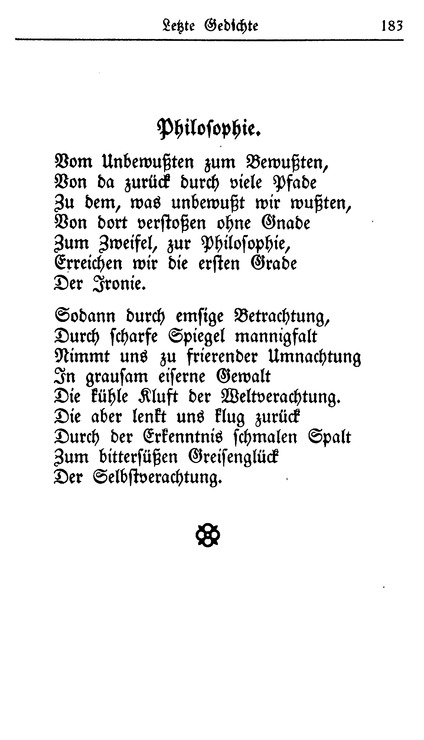 Letzte Gedichte 183
Philosophie.
Vom Unbewußten zum Bewußten,
Von da zurück durch viele Pfade
Zu dem, was unbewußt wir wußten,
Von dort verstoßen ohne Gnade
Zum Zweifel, zur Philosophie,
Erreichen wir die ersten Grade
Der Ironie.
Sodann durch emsige Betrachtung,
Durch scharfe Spiegel mannigfalt
Nimmt uns zu frierender Umnachtung
In grausam eiserne Gewalt
Die kühle Kluft der Weltverachtung.
Die aber lenkt uns klug zurück
Durch der Erkenntnis schmalen Spalt
Zum bittersüßen Greisenglück
Der Selbstverachtung.